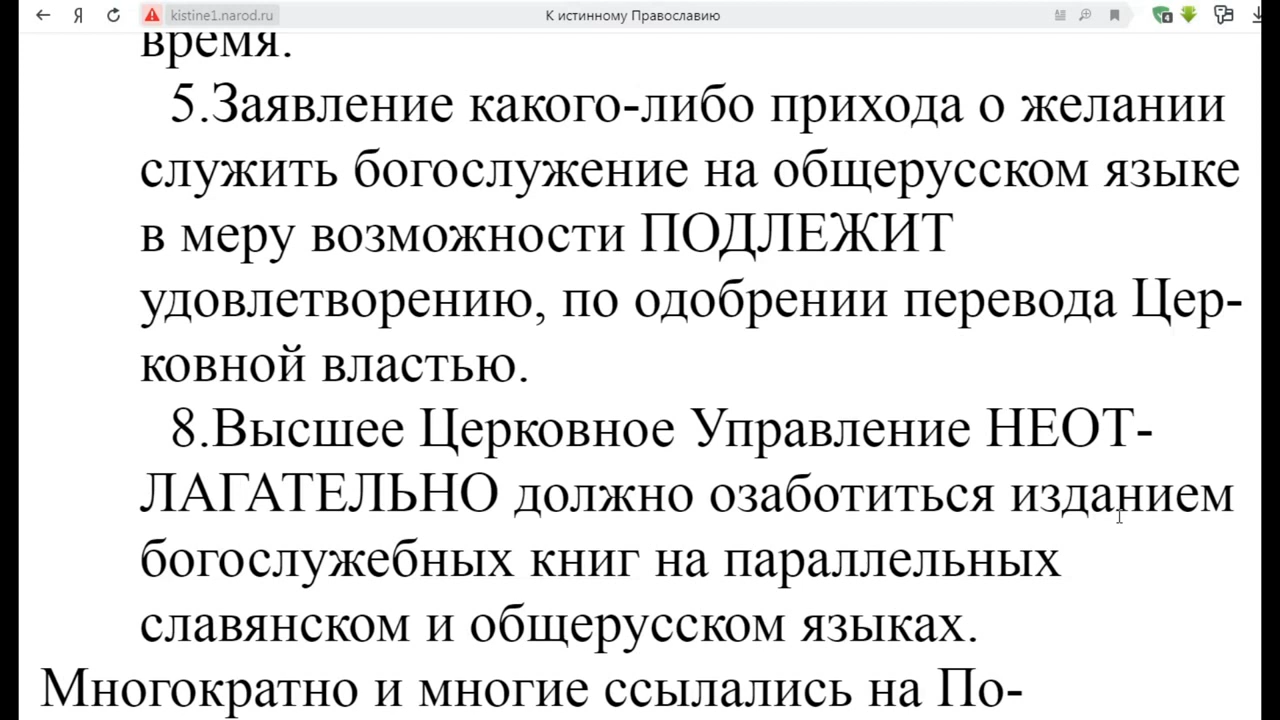 Я kistine1.narod.ru К истинному Православию 4
время.
5.Заявление какого-либо прихода о желании
служить богослужение на общерусском языке
в меру возможности ПОДЛЕЖИТ
удовлетворению, по одобрении перевода Цер-
ковной властью.
8.Высшее Церковное Управление НЕОТ-
ЛАГАТЕЛЬНО должно озаботиться изданием
богослужебных книг на параллельных
славянском и общерусском языках.
Многократно и многие ссылались на По-